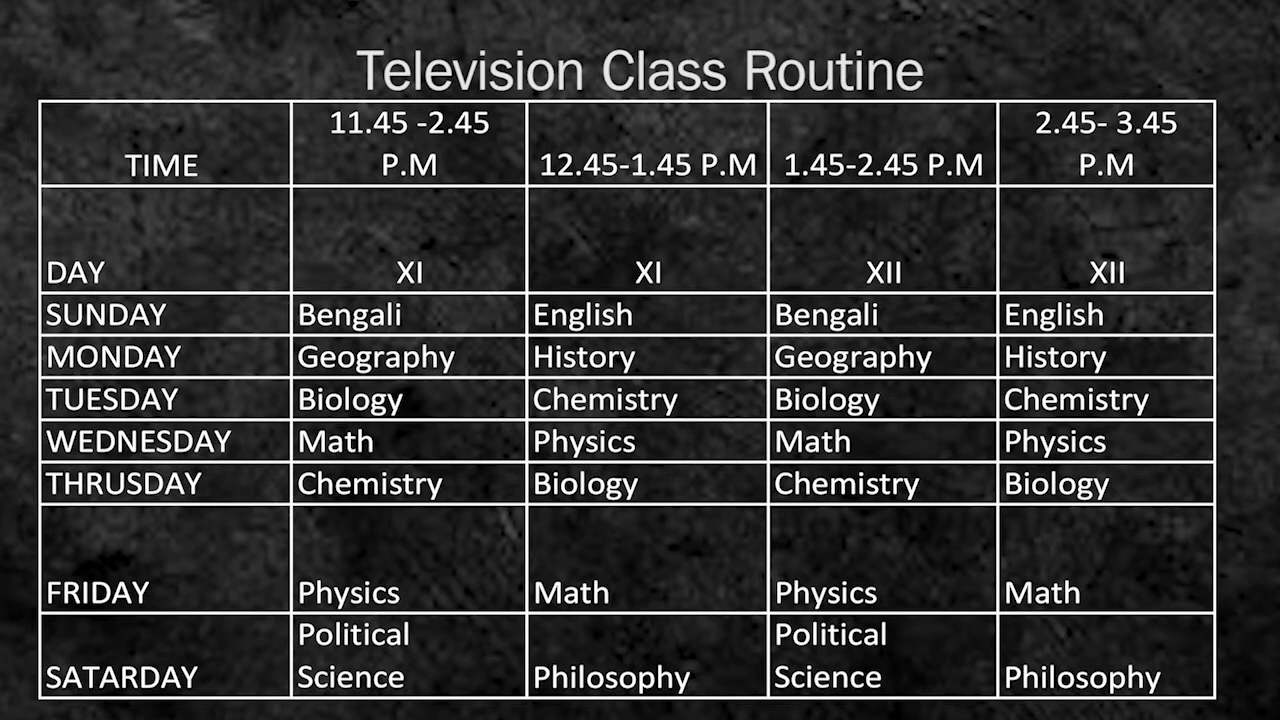 Television Class Routine
TIME 11.45 -2.45 P.M 12.45-1.45 P.M 1.45-2.45 P.M 2.45- 3.45 P.M
DAY XI XI XII XII
SUNDAY Bengali English Bengali English
MONDAY Geography History Geography History
TUESDAY Biology Chemistry Biology Chemistry
WEDNESDAY Math Physics Math Physics
THRUSDAY Chemistry Biology Chemistry Biology
FRIDAY Physics Math Physics Math
SATARDAY Political Science Philosophy Political Science Philosophy